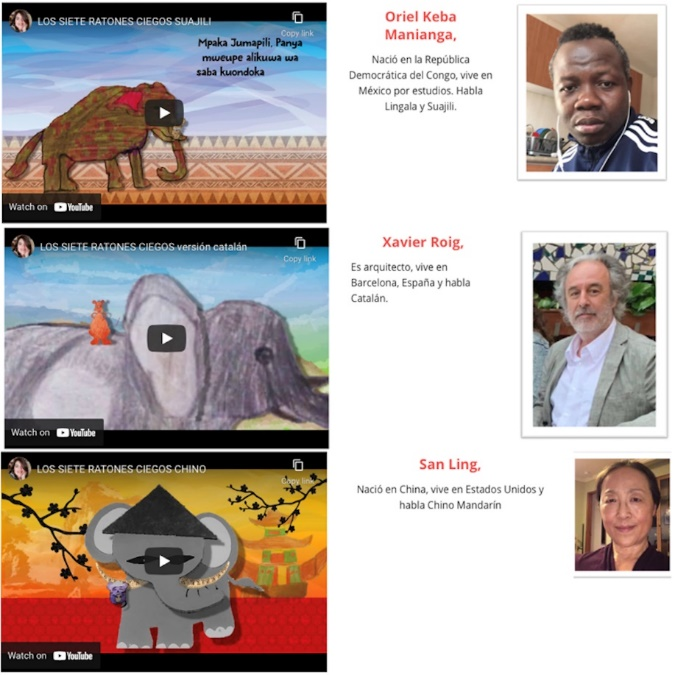 LOS SIETE RATONES CIEGOS SUAJILI
Copy link
Mpaka Jumapili, Panya
mweupe alikuwa wa
saba kuondoka
Watch on YouTube
Oriel Keba
Manianga,
Nació en la República
Democrática del Congo, vive en
México por estudios. Habla
Lingala y Suajili.
LOS SIETE RATONES CIEGOS versión catalán
Copy link
Watch on YouTube
Xavier Roig,
Es arquitecto, vive en
Barcelona, España y habla
Catalán.
LOS SIETE RATONES CIEGOS CHINO
Copy link
Watch on YouTube
San Ling,
Nació en China, vive en Estados Unidos y
habla Chino Mandarín